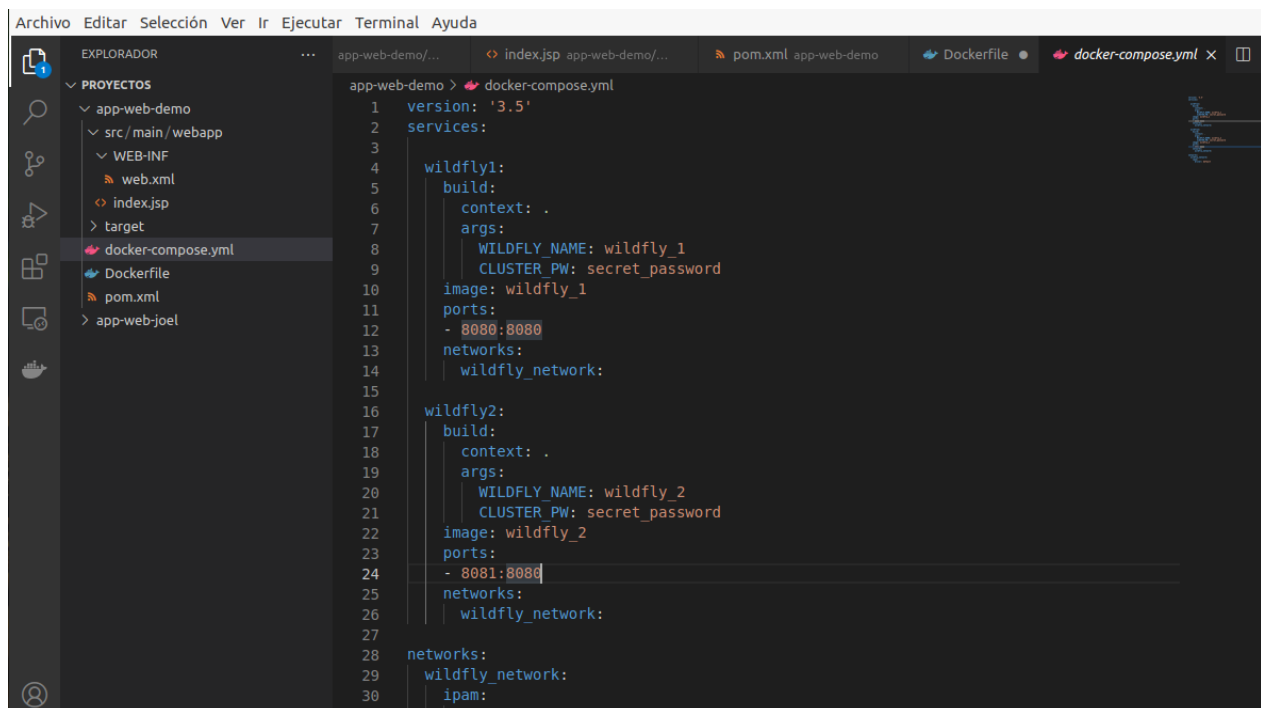 Archivo Editar Selección Ver Ir Ejecutar Terminal Ayuda
EXPLORADOR ...
app-web-demo/... index.jsp app-web-demo/... pom.xml app-web-demo Dockerfile docker-compose.yml
1
PROYECTOS
app-web-demo
src/main/webapp
WEB-INF
web.xml
index.jsp
target
docker-compose.yml
Dockerfile
pom.xml
app-web-joel
app-web-demo > docker-compose.yml
1 version: '3.5'
2 services:
3
4 wildfly1:
5 build:
6 context: .
7 args:
8 WILDFLY_NAME: wildfly_1
9 CLUSTER_PW: secret_password
10 image: wildfly_1
11 ports:
12 - 8080:8080
13 networks:
14 wildfly_network:
15
16 wildfly2:
17 build:
18 context: .
19 args:
20 WILDFLY_NAME: wildfly_2
21 CLUSTER_PW: secret_password
22 image: wildfly_2
23 ports:
24 - 8081:8080
25 networks:
26 wildfly_network:
27
28 networks:
29 wildfly_network:
30 ipam: